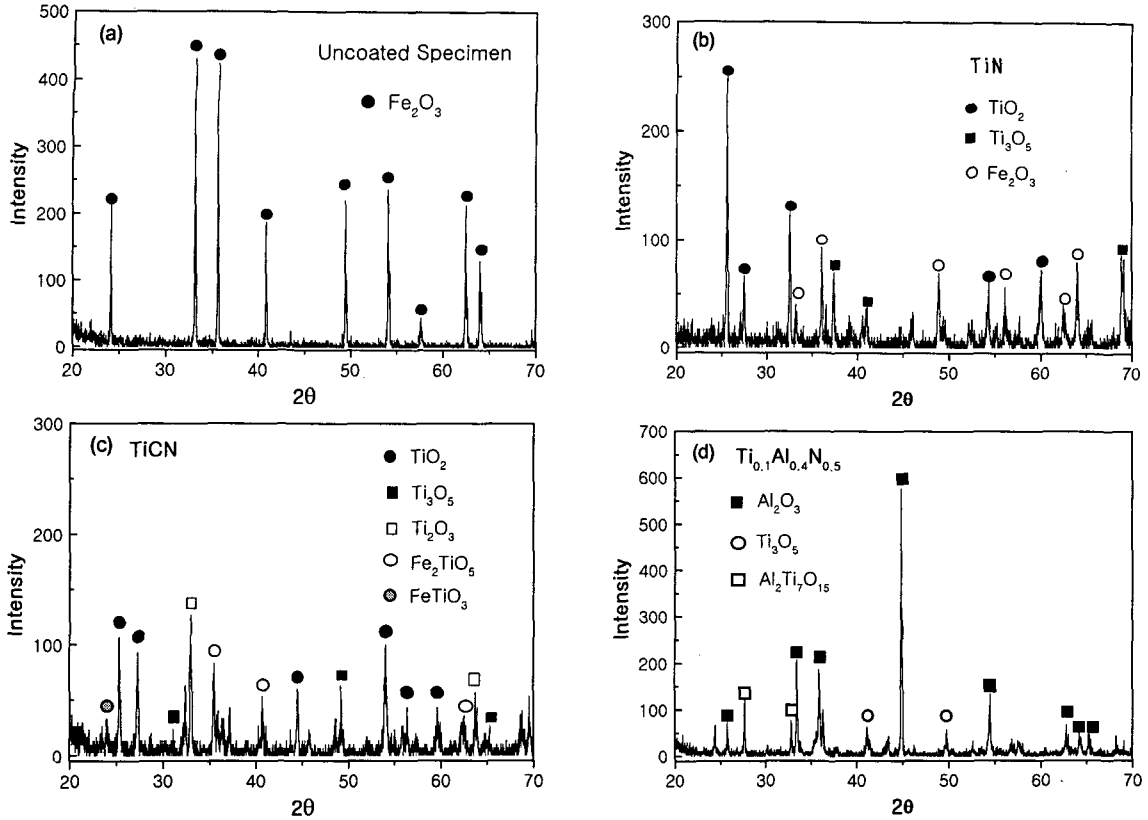 (a)
Uncoated Specimen
Fe₂O₃
Intensity
500
400
300
200
100
0
20 30 40 50 60 70
2θ
(b)
TiN
TiO₂
Ti₃O₅
Fe₂O₃
Intensity
300
200
100
0
20 30 40 50 60 70
2θ
(c) TiCN
TiO₂
Ti₃O₅
Ti₂O₃
Fe₂TiO₅
FeTiO₃
Intensity
300
200
100
0
20 30 40 50 60 70
2θ
(d) Ti₀.₁Al₀.₄N₀.₅
Al₂O₃
Ti₃O₅
Al₂Ti₇O₁₅
Intensity
700
600
500
400
300
200
100
0
20 30 40 50 60 70
2θ